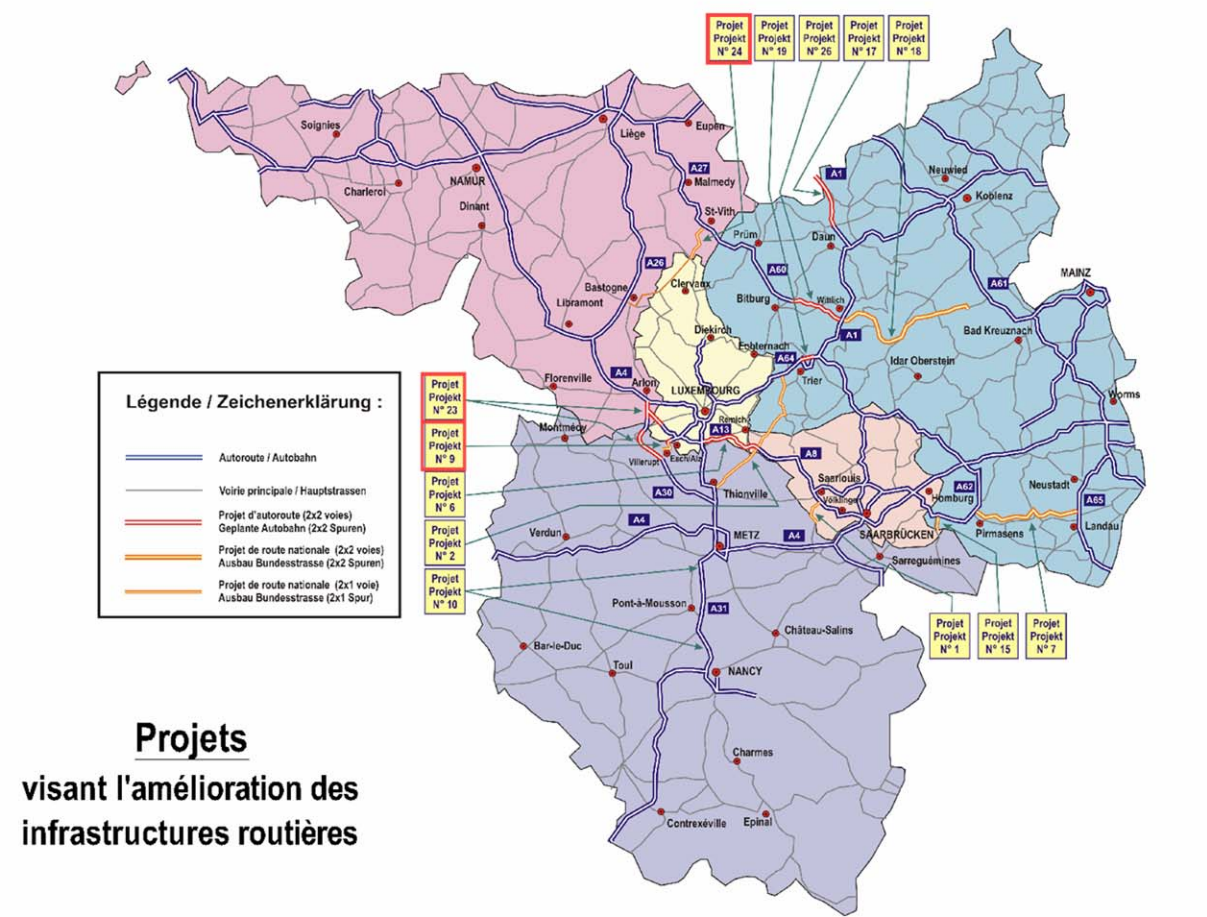 Projet
Projekt
N° 24
Projet
Projekt
N° 19
Projet
Projekt
N° 26
Projet
Projekt
N° 17
Projet
Projekt
N° 18
Soignies
Liège
Eupen
Charleroi
NAMUR
A27
Malmedy
A1
Neuwied
Koblenz
Dinant
St-Vith
Prüm
Daun
A26
A60
A61
MAINZ
Bastogne
Clervaux
Libramont
Bitburg
Wittlich
Diekirch
A1
Bad Kreuznach
Echternach
A64
Idar Oberstein
Trier
A4
Florenville
Arlon
LUXEMBOURG
Worms
Projet
Projekt
N° 23
Projet
Projekt
N° 9
Projet
Projekt
N° 6
Projet
Projekt
N° 2
Projet
Projekt
N° 10
Montmédy
Remich
A13
Villerupt
Esch/Alz
A8
Saarlouis
Völklingen
A62
Homburg
Neustadt
A65
A30
Thionville
Verdun
A4
METZ
A4
SAARBRÜCKEN
Pirmasens
Landau
Sarreguémines
Pont-à-Mousson
A31
Château-Salins
Projet
Projekt
N° 1
Projet
Projekt
N° 15
Projet
Projekt
N° 7
Bar-le-Duc
Toul
NANCY
Charmes
Contrexéville
Epinal
Légende / Zeichenerklärung :
Autoroute / Autobahn
Voirie principale / Hauptstrassen
Projet d'autoroute (2x2 voies)
Geplante Autobahn (2x2 Spuren)
Projet de route nationale (2x2 voies)
Ausbau Bundesstrasse (2x2 Spuren)
Projet de route nationale (2x1 voie)
Ausbau Bundesstrasse (2x1 Spur)
Projets
visant l'amélioration des
infrastructures routières